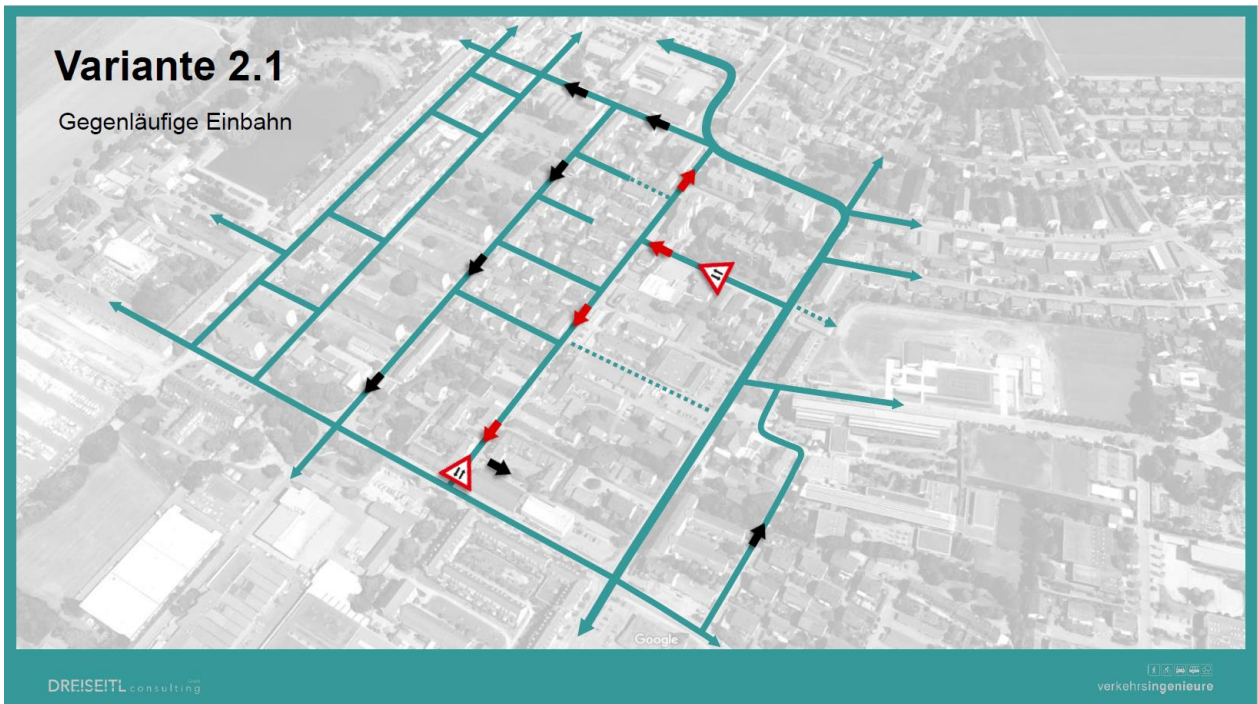 Variante 2.1
Gegenläufige Einbahn
Google
DREISEITL consulting
verkehrsingenieure